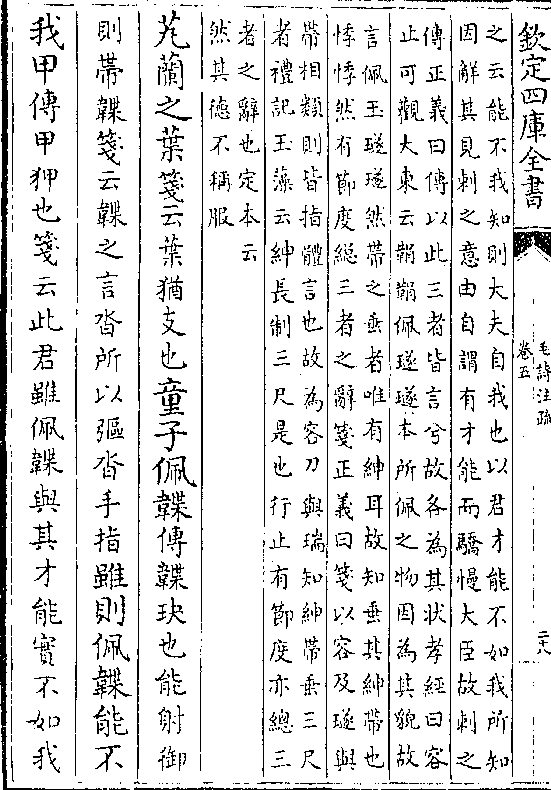 欽定四庫全書
毛詩注疏
卷五
二十八
之云能不我知則大夫自我也以君才能不如我所知
因解其見刺之意由自謂有才能而驕慢大臣故刺之
傳正義曰傳以此三者皆言兮故各為其狀孝經曰容
止可觀大東云鞙鞙佩璲璲本所佩之物因為其貌故
言佩玉璲璲然帶之垂者唯有紳耳故知垂其紳帶也
悸悸然有節度總三者之辭箋正義曰箋以容及璲與
帶相類則皆指體言也故為容刀與瑞知紳帶垂三尺
者禮記玉藻云紳長制三尺是也行止有節度亦總三
者之辭也定本云
然其德不稱服
芄蘭之葉箋云葉猶支也童子佩韘傳韘玦也能射御
則帶韘箋云韘之言沓所以彄沓手指雖則佩韘能不
我甲傳甲狎也箋云此君雖佩韘與其才能實不如我